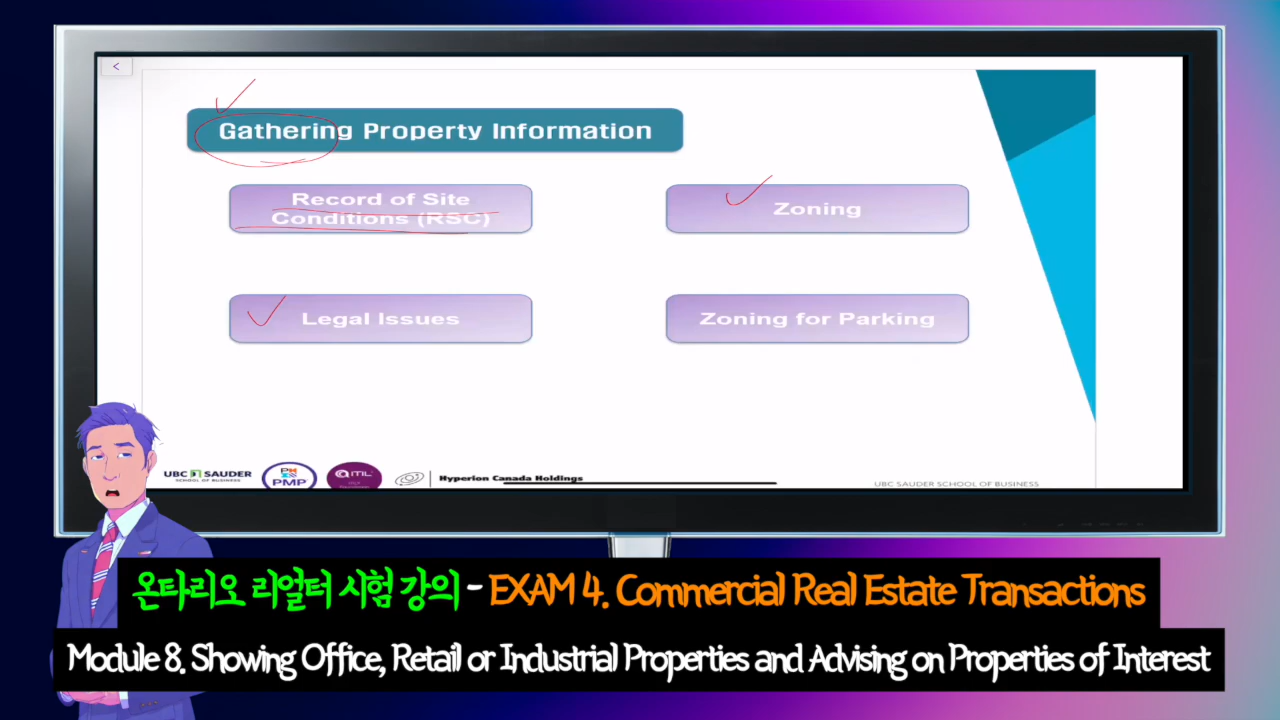 <
Gathering Property Information
Record of Site
Conditions (RSC)
Zoning
Legal Issues
Zoning for Parking
UBC SAUDER
SCHOOL OF BUSINESS
PMP
ITIL
Hyperion Canada Holdings
UBC SAUDER SCHOOL OF BUSINESS
온타리오 리얼터 시험 강의 - EXAM 4. Commercial Real Estate Transactions
Module 8. Showing Office, Retail or Industrial Properties and Advising on Properties of Interest